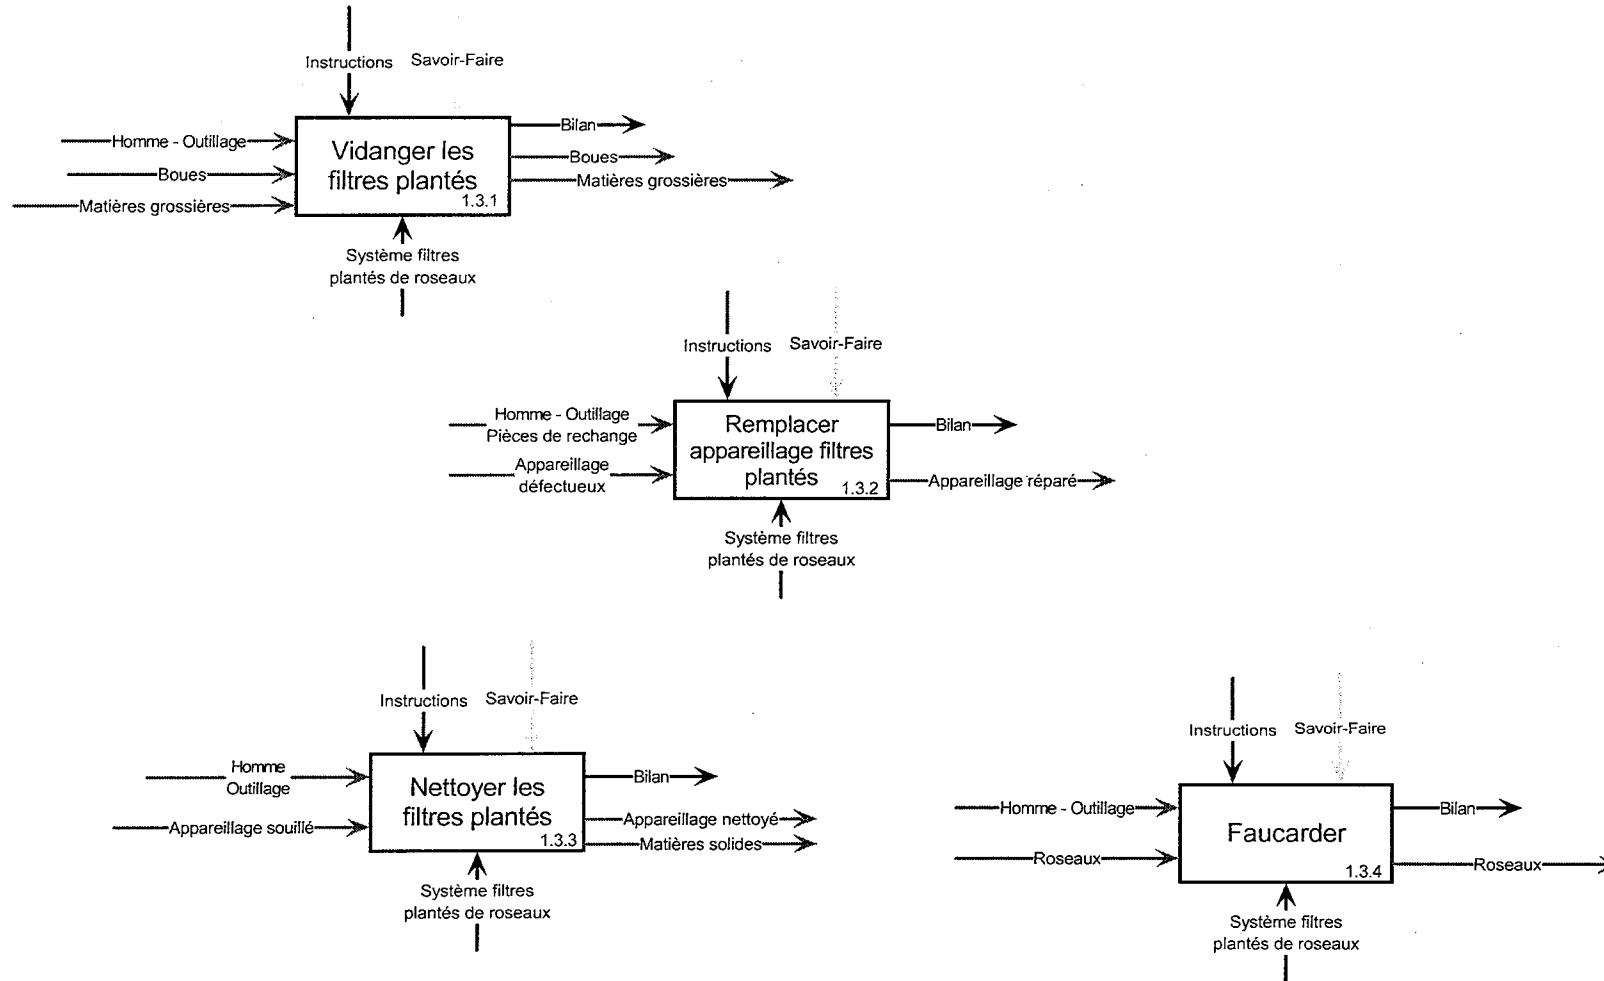 Instructions Savoir-Faire
Homme - Outillage
Boues
Matières grossières
Vidanger les
filtres plantés
1.3.1
Bilan
Boues
Matières grossières
Système filtres
plantés de roseaux
Instructions Savoir-Faire
Homme - Outillage
Pièces de rechange
Appareillage
défectueux
Remplacer
appareillage filtres
plantés
1.3.2
Bilan
Appareillage réparé
Système filtres
plantés de roseaux
Instructions Savoir-Faire
Homme
Outillage
Appareillage souillé
Nettoyer les
filtres plantés
1.3.3
Bilan
Appareillage nettoyé
Matières solides
Système filtres
plantés de roseaux
Instructions Savoir-Faire
Homme - Outillage
Roseaux
Faucarder
1.3.4
Bilan
Roseaux
Système filtres
plantés de roseaux